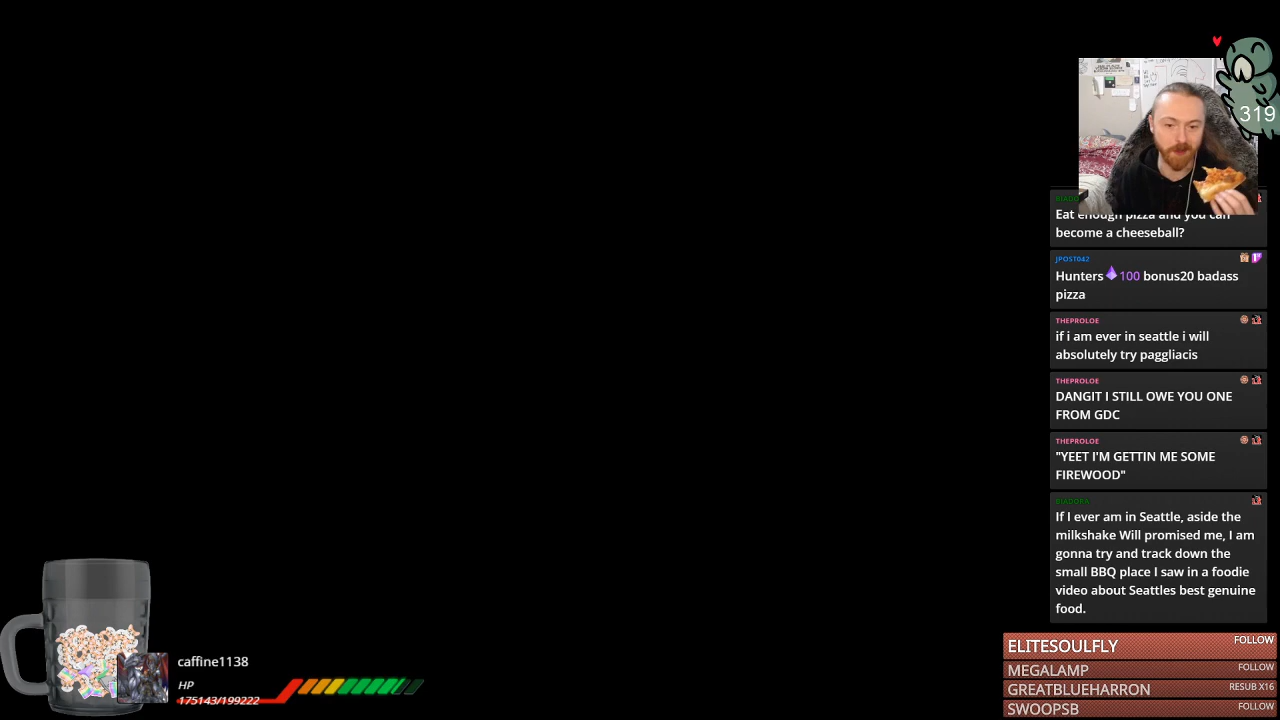 319
Eat enough pizza and you can
become a cheeseball?
JPOST042
Hunters 100 bonus20 badass
pizza
THEPROLOE
if i am ever in seattle i will
absolutely try paggliacis
THEPROLOE
DANGIT I STILL OWE YOU ONE
FROM GDC
THEPROLOE
"YEET I'M GETTIN ME SOME
FIREWOOD"
BIADORA
If I ever am in Seattle, aside the
milkshake Will promised me, I am
gonna try and track down the
small BBQ place I saw in a foodie
video about Seattles best genuine
food.
ELITESOULFLY FOLLOW
MEGALAMP FOLLOW
GREATBLUEHARRON RESUB X16
SWOOPSB FOLLOW
caffine1138
HP
175143/199222